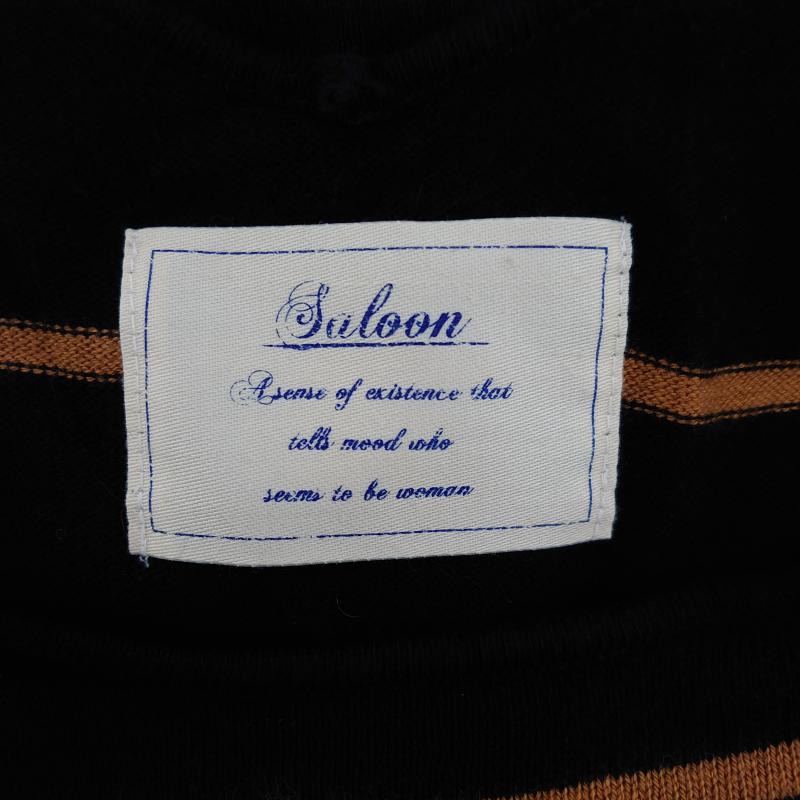 Saloon
A sense of existence that
tells mood who
seems to be woman